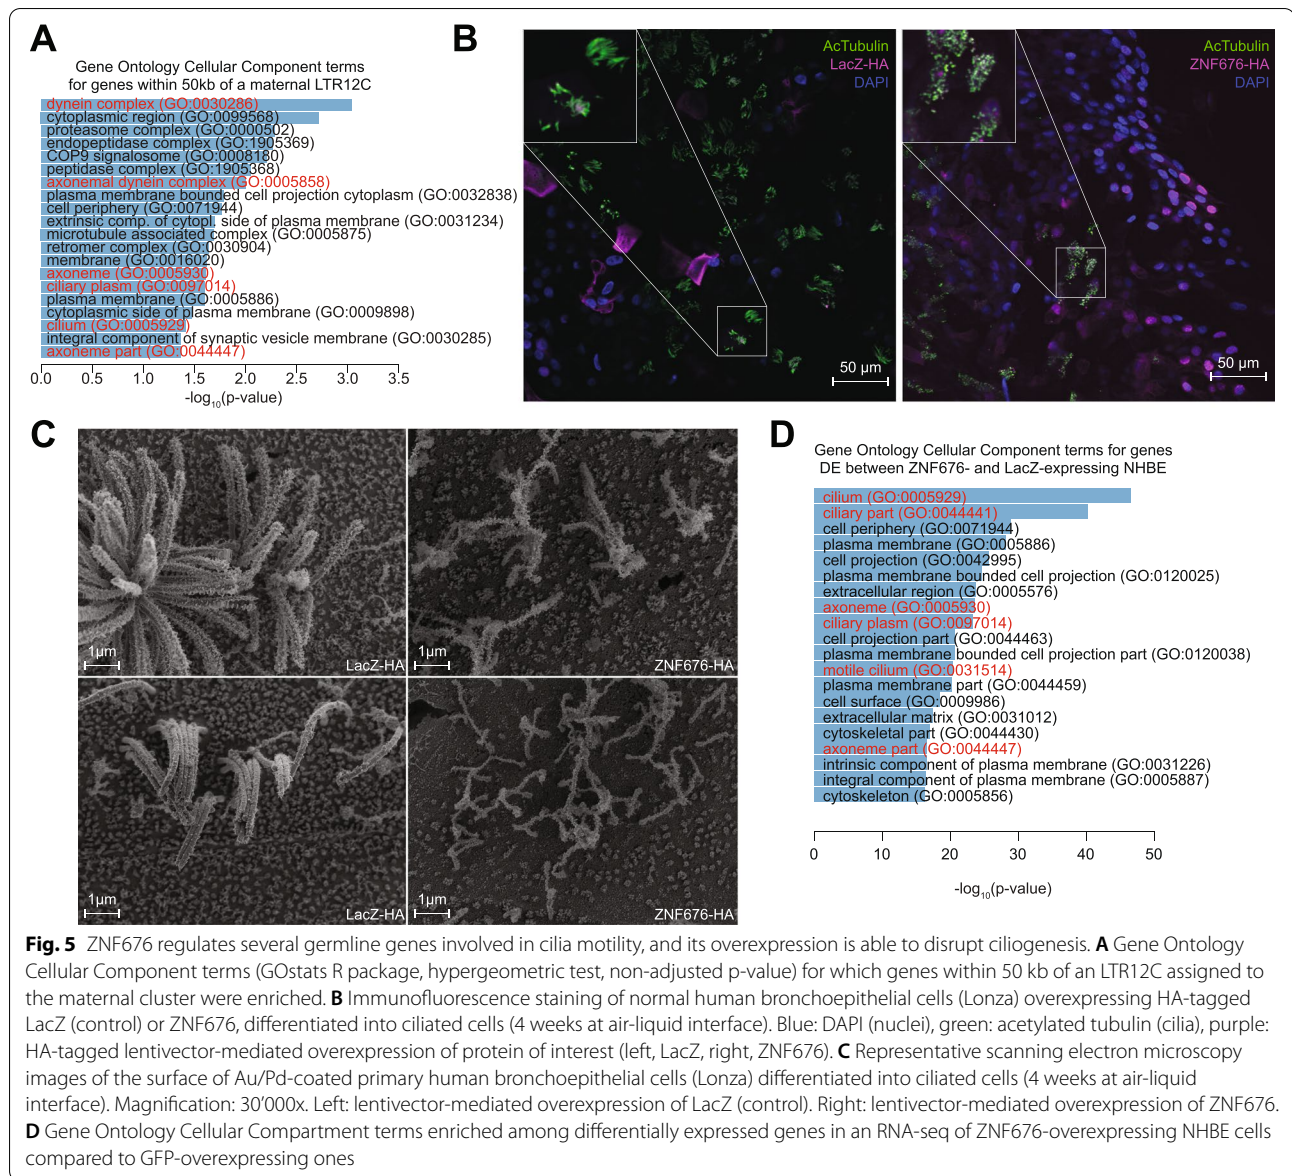 A
Gene Ontology Cellular Component terms
for genes within 50kb of a maternal LTR12C
dynein complex (GO:0030286)
cytoplasmic region (GO:0099568)
proteasome complex (GO:0000502)
endopeptidase complex (GO:1905369)
COP9 signalosome (GO:0008180)
peptidase complex (GO:1905368)
axonemal dynein complex (GO:0005858)
plasma membrane bounded cell projection cytoplasm (GO:0032838)
cell periphery (GO:0071944)
extrinsic comp. of cytopl. side of plasma membrane (GO:0031234)
microtubule associated complex (GO:0005875)
retromer complex (GO:0030904)
membrane (GO:0016020)
axoneme (GO:0005930)
ciliary plasm (GO:0097014)
plasma membrane (GO:0005886)
cytoplasmic side of plasma membrane (GO:0009898)
cilium (GO:0005929)
integral component of synaptic vesicle membrane (GO:0030285)
axoneme part (GO:0044447)
0.0 0.5 1.0 1.5 2.0 2.5 3.0 3.5
-log10(p-value)
B
AcTubulin
LacZ-HA
DAPI
50 µm
AcTubulin
ZNF676-HA
DAPI
50 µm
C
1µm
LacZ-HA
1µm
ZNF676-HA
1µm
LacZ-HA
1µm
ZNF676-HA
D
Gene Ontology Cellular Component terms for genes
DE between ZNF676- and LacZ-expressing NHBE
cilium (GO:0005929)
ciliary part (GO:0044441)
cell periphery (GO:0071944)
plasma membrane (GO:0005886)
cell projection (GO:0042995)
plasma membrane bounded cell projection (GO:0120025)
extracellular region (GO:0005576)
axoneme (GO:0005930)
ciliary plasm (GO:0097014)
cell projection part (GO:0044463)
plasma membrane bounded cell projection part (GO:0120038)
motile cilium (GO:0031514)
plasma membrane part (GO:0044459)
cell surface (GO:0009986)
extracellular matrix (GO:0031012)
cytoskeletal part (GO:0044430)
axoneme part (GO:0044447)
intrinsic component of plasma membrane (GO:0031226)
integral component of plasma membrane (GO:0005887)
cytoskeleton (GO:0005856)
0 10 20 30 40 50
-log10(p-value)
Fig. 5 ZNF676 regulates several germline genes involved in cilia motility, and its overexpression is able to disrupt ciliogenesis. A Gene Ontology
Cellular Component terms (GOstats R package, hypergeometric test, non-adjusted p-value) for which genes within 50 kb of an LTR12C assigned to
the maternal cluster were enriched. B Immunofluorescence staining of normal human bronchoepithelial cells (Lonza) overexpressing HA-tagged
LacZ (control) or ZNF676, differentiated into ciliated cells (4 weeks at air-liquid interface). Blue: DAPI (nuclei), green: acetylated tubulin (cilia), purple:
HA-tagged lentivector-mediated overexpression of protein of interest (left, LacZ, right, ZNF676). C Representative scanning electron microscopy
images of the surface of Au/Pd-coated primary human bronchoepithelial cells (Lonza) differentiated into ciliated cells (4 weeks at air-liquid
interface). Magnification: 30'000x. Left: lentivector-mediated overexpression of LacZ (control). Right: lentivector-mediated overexpression of ZNF676.
D Gene Ontology Cellular Compartment terms enriched among differentially expressed genes in an RNA-seq of ZNF676-overexpressing NHBE cells
compared to GFP-overexpressing ones